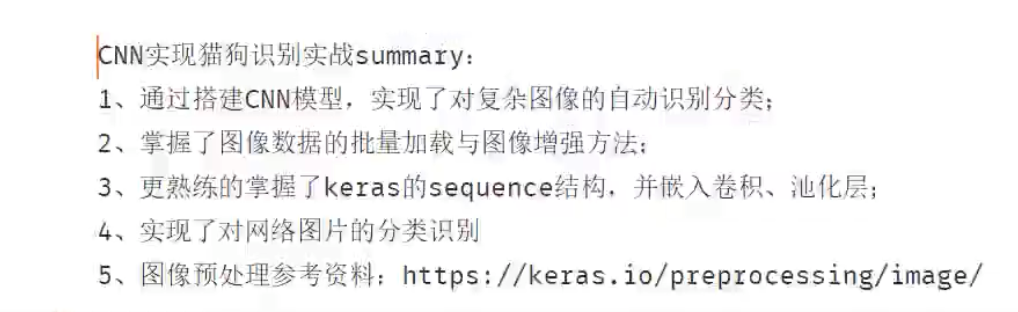 CNN实现猫狗识别实战summary：
1、通过搭建CNN模型，实现了对复杂图像的自动识别分类；
2、掌握了图像数据的批量加载与图像增强方法；
3、更熟练的掌握了keras的sequence结构，并嵌入卷积、池化层；
4、实现了对网络图片的分类识别
5、图像预处理参考资料：https://keras.io/preprocessing/image/